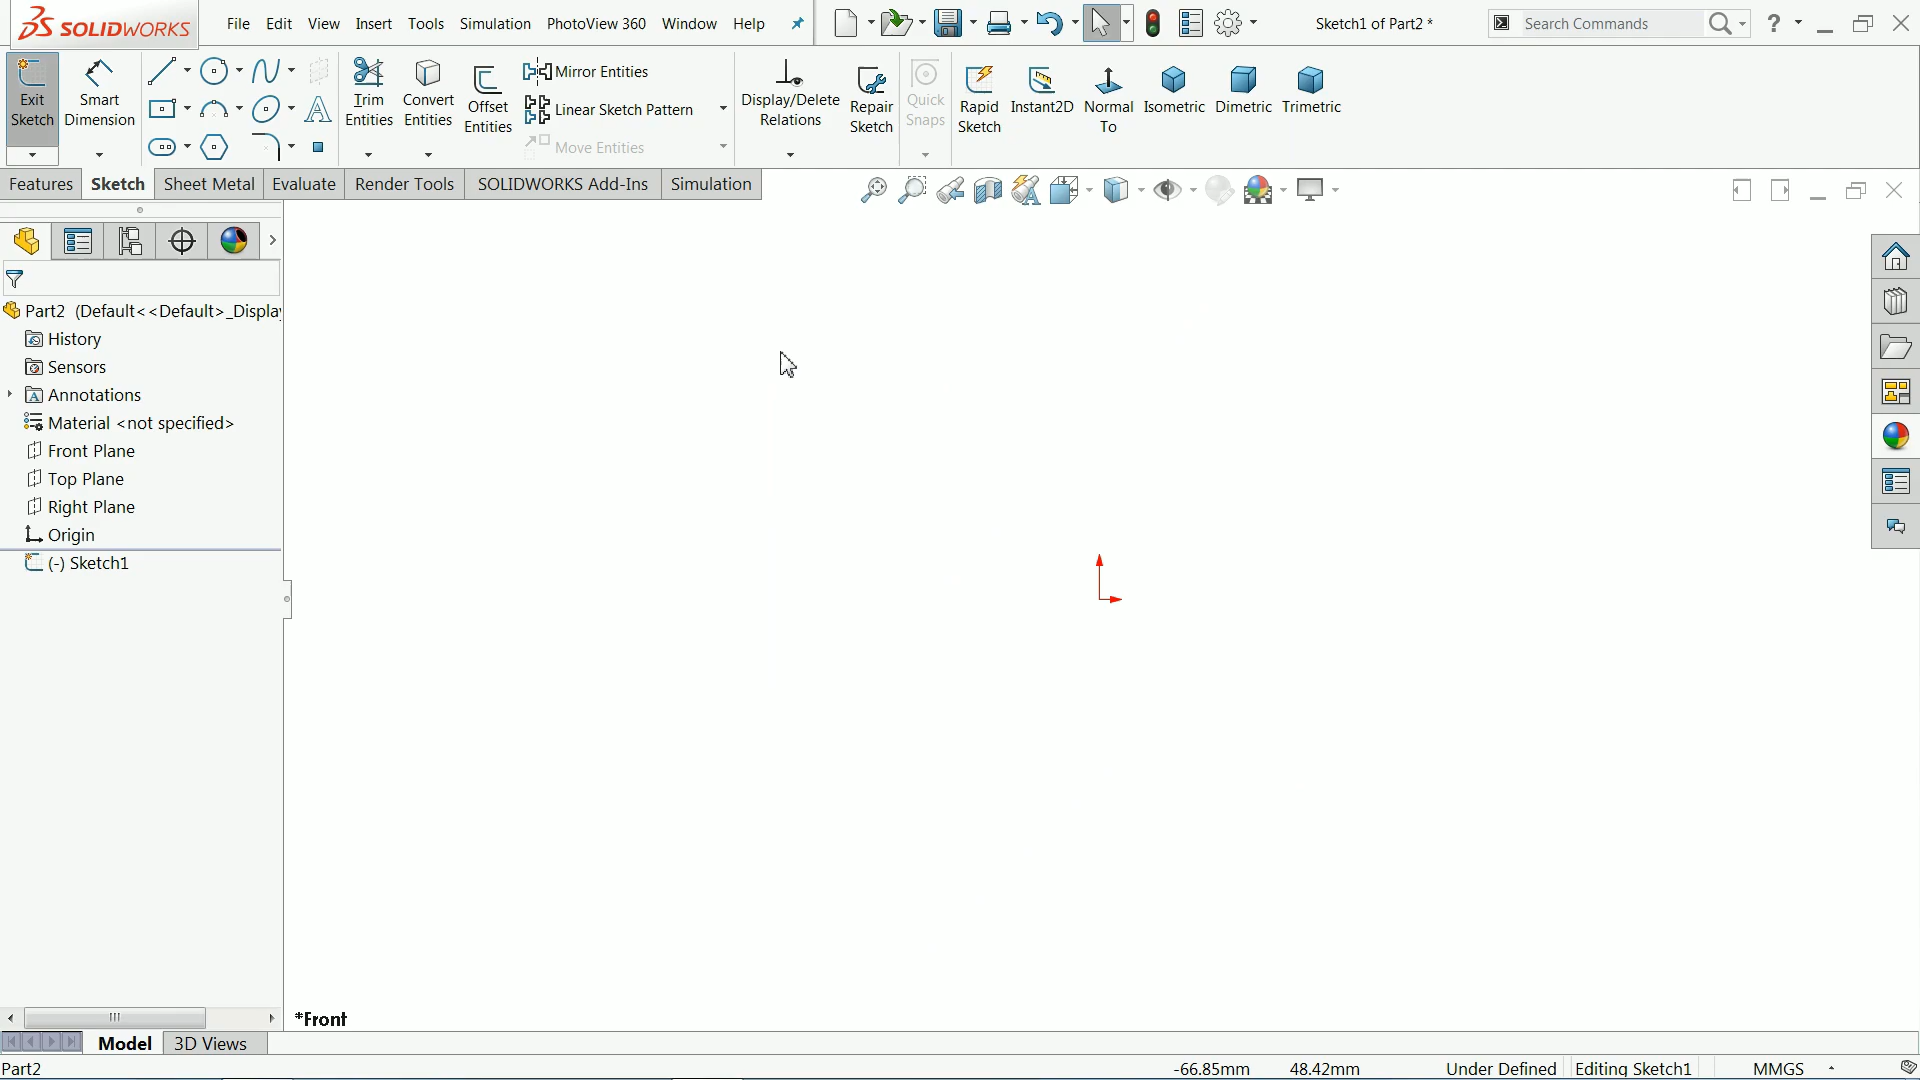 SOLIDWORKS
File Edit View Insert Tools Simulation PhotoView 360 Window Help
Sketch1 of Part2 *
Search Commands
?
Exit Sketch
Smart Dimension
Trim Entities
Convert Entities
Offset Entities
Mirror Entities
Linear Sketch Pattern
Move Entities
Display/Delete Relations
Repair Sketch
Quick Snaps
Rapid Sketch
Instant2D
Normal To
Isometric
Dimetric
Trimetric
Features Sketch Sheet Metal Evaluate Render Tools SOLIDWORKS Add-Ins Simulation
Part2 (Default<<Default>_Display
History
Sensors
Annotations
Material <not specified>
Front Plane
Top Plane
Right Plane
Origin
(-) Sketch1
*Front
Model 3D Views
Part2 -66.85mm 48.42mm Under Defined Editing Sketch1 MMGS